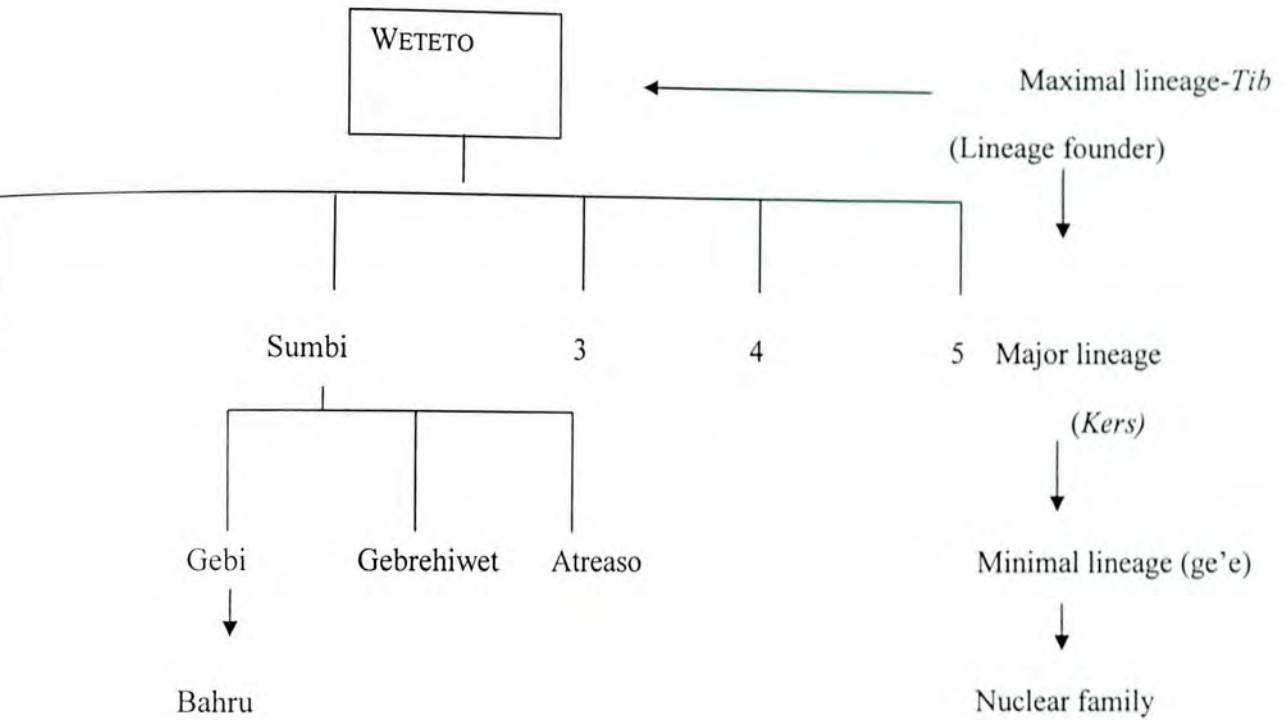 WETETO
Maximal lineage-Tib
(Lineage founder)
Sumbi 3 4 5 Major lineage
(Kers)
Gebi Gebrehiwet Atreaso Minimal lineage (ge’e)
Bahru Nuclear family